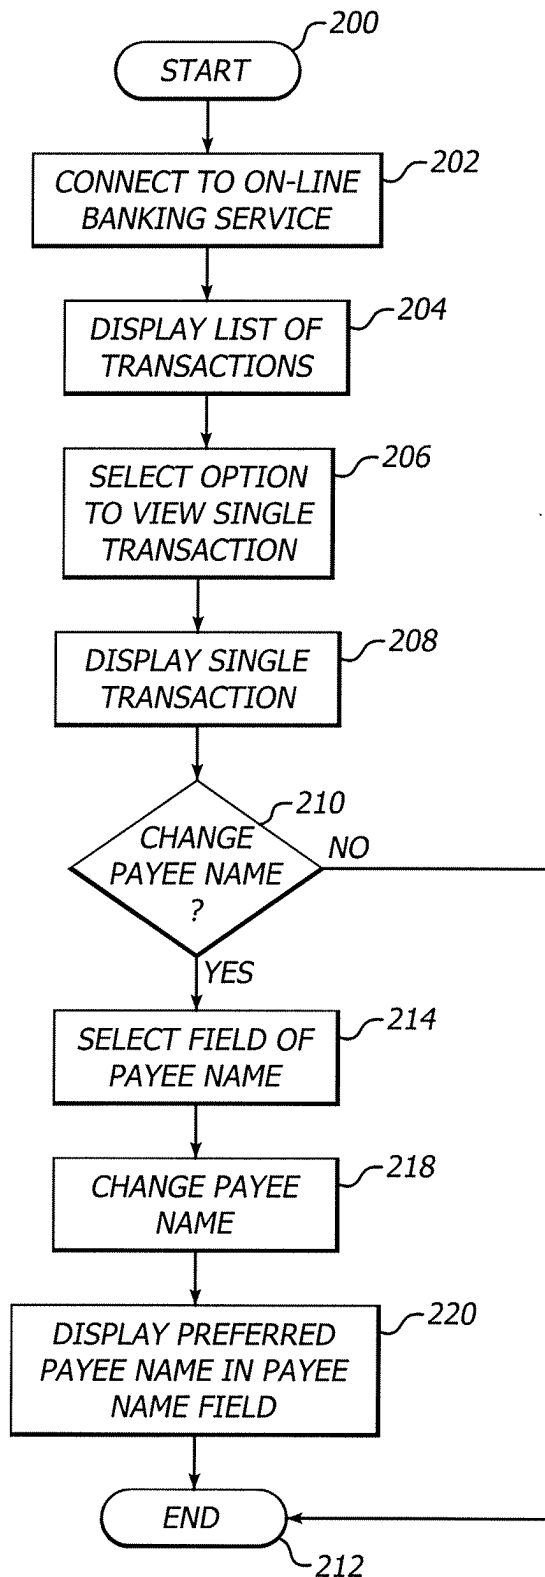 200
START
202
CONNECT TO ON-LINE
BANKING SERVICE
204
DISPLAY LIST OF
TRANSACTIONS
206
SELECT OPTION
TO VIEW SINGLE
TRANSACTION
208
DISPLAY SINGLE
TRANSACTION
210
CHANGE
PAYEE NAME
?
NO
YES
214
SELECT FIELD OF
PAYEE NAME
218
CHANGE PAYEE
NAME
220
DISPLAY PREFERRED
PAYEE NAME IN PAYEE
NAME FIELD
END
212